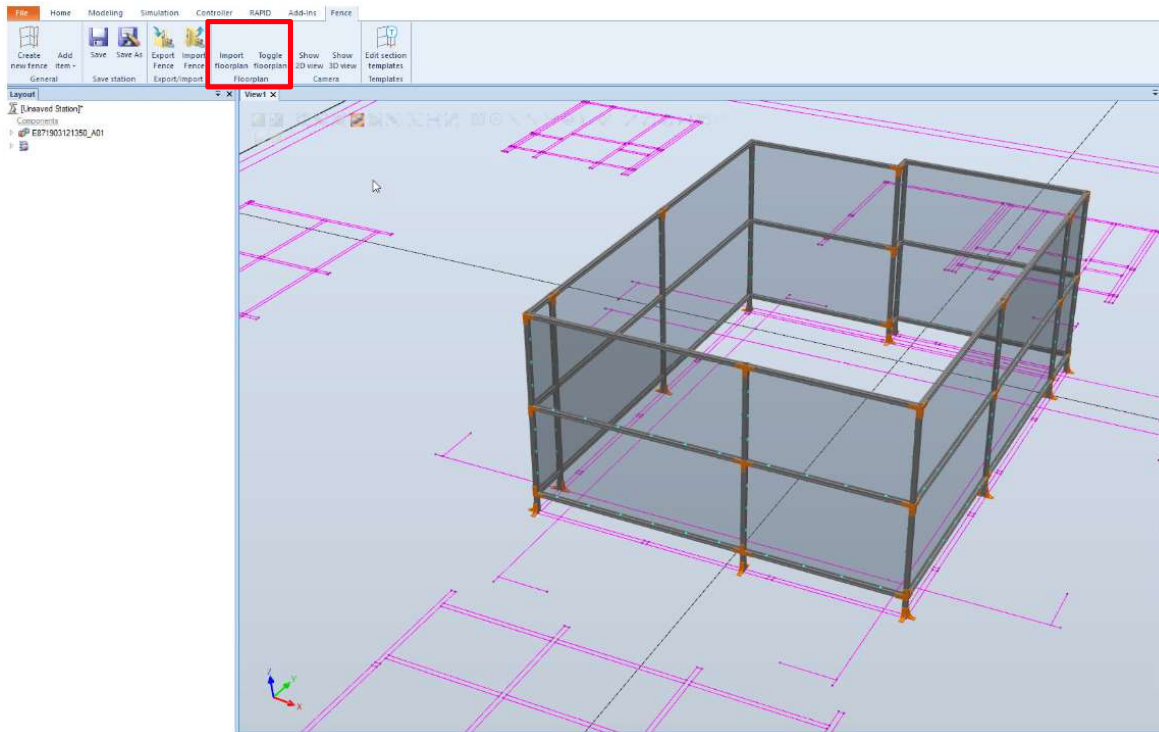 File Home Modeling Simulation Controller RAPID Add-Ins Fence
Create new fence
Add item
Save
Save As
Export Fence
Import Fence
Import floorplan
Toggle floorplan
Show 2D view
Show 3D view
Edit section templates
General Save station Export/Import Floorplan Camera Templates
Layout
View1
[Unsaved Station]*
Components
E871903121350_A01
Z
Y
X